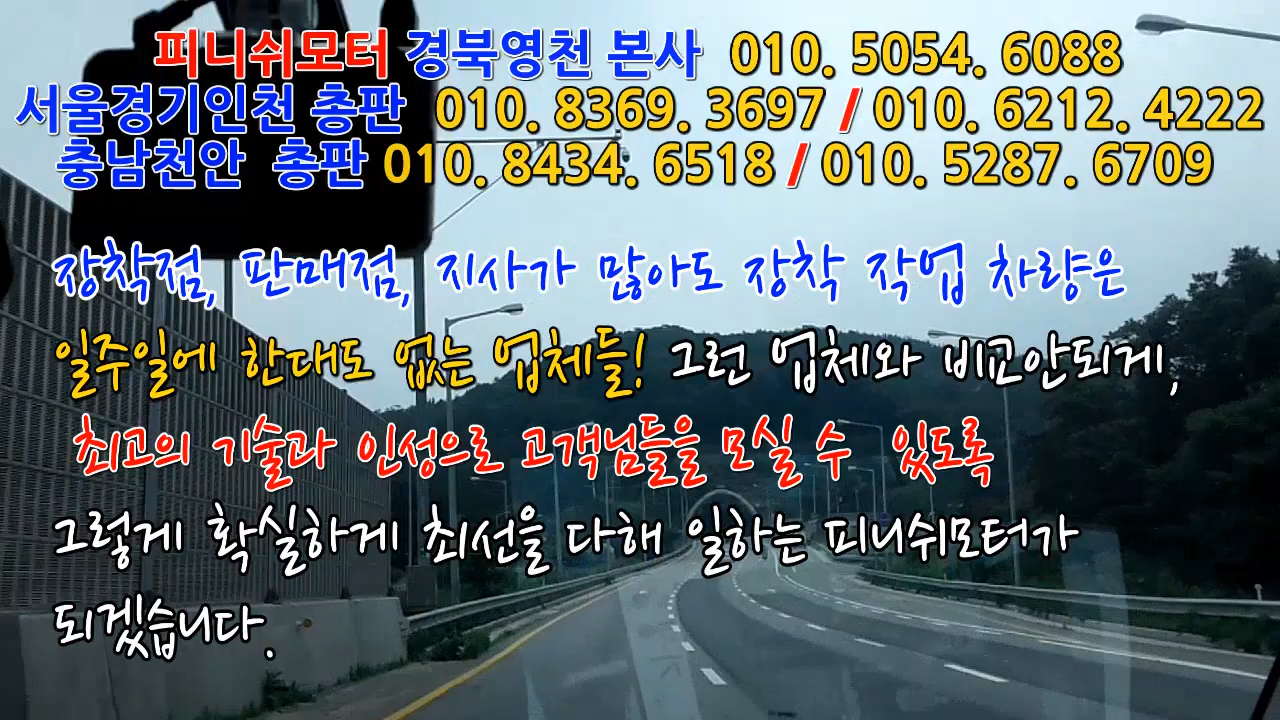 피니쉬모터 경북영천 본사 010. 5054. 6088
서울경기인천 총판 010. 8369. 3697 / 010. 6212. 4222
충남천안 총판 010. 8434. 6518 / 010. 5287. 6709
장착점, 판매점, 지사가 많아도 장착 작업 차량은
일주일에 한대도 없는 업체들! 그런 업체와 비교안되게,
최고의 기술과 인성으로 고객님들을 모실 수 있도록
그렇게 확실하게 최선을 다해 일하는 피니쉬모터가
되겠습니다.